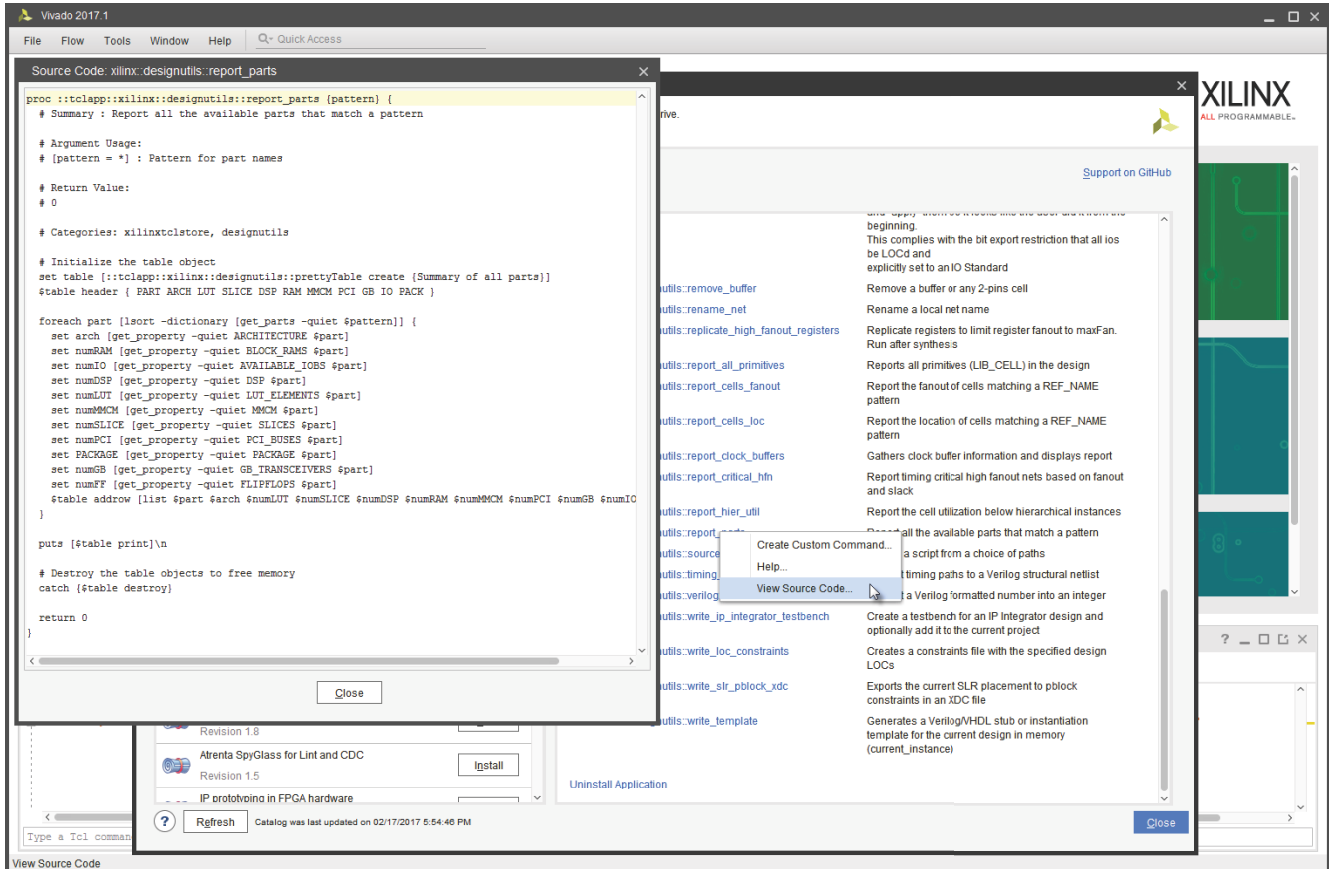 Vivado 2017.1
File Flow Tools Window Help Quick Access
Source Code: xilinx::designutils::report_parts
proc ::tclapp::xilinx::designutils::report_parts {pattern} {
# Summary : Report all the available parts that match a pattern
# Argument Usage:
# [pattern = *] : Pattern for part names
# Return Value:
# 0
# Categories: xilinxtclstore, designutils
# Initialize the table object
set table [::tclapp::xilinx::designutils::prettyTable create {Summary of all parts}]
$table header { PART ARCH LUT SLICE DSP RAM MMCM PCI GB IO PACK }
foreach part [lsort -dictionary [get_parts -quiet $pattern]] {
set arch [get_property -quiet ARCHITECTURE $part]
set numRAM [get_property -quiet BLOCK_RAMS $part]
set numIO [get_property -quiet AVAILABLE_IOBS $part]
set numDSP [get_property -quiet DSP $part]
set numLUT [get_property -quiet LUT_ELEMENTS $part]
set numMMCM [get_property -quiet MMCM $part]
set numSLICE [get_property -quiet SLICES $part]
set numPCI [get_property -quiet PCI_BUSES $part]
set PACKAGE [get_property -quiet PACKAGE $part]
set numGB [get_property -quiet GB_TRANSCEIVERS $part]
set numFF [get_property -quiet FLIPFLOPS $part]
$table addrow [list $part $arch $numLUT $numSLICE $numDSP $numRAM $numMMCM $numPCI $numGB $numIO
}
puts [$table print]\n
# Destroy the table objects to free memory
catch {$table destroy}
return 0
}
Close
XILINX
ALL PROGRAMMABLE™
rive.
Support on GitHub
beginning.
This complies with the bit export restriction that all ios
be LOCd and
explicitly set to an IO Standard
utils::remove_buffer Remove a buffer or any 2-pins cell
utils::rename_net Rename a local net name
utils::replicate_high_fanout_registers Replicate registers to limit register fanout to maxFan.
Run after synthesis
utils::report_all_primitives Reports all primitives (LIB_CELL) in the design
utils::report_cells_fanout Report the fanout of cells matching a REF_NAME
pattern
utils::report_cells_loc Report the location of cells matching a REF_NAME
pattern
utils::report_clock_buffers Gathers clock buffer information and displays report
utils::report_critical_hfn Report timing critical high fanout nets based on fanout
and slack
utils::report_hier_util Report the cell utilization below hierarchical instances
utils::report_parts Report all the available parts that match a pattern
utils::source a script from a choice of paths
utils::timing_ t timing paths to a Verilog structural netlist
utils::verilog t a Verilog formatted number into an integer
Create Custom Command...
Help...
View Source Code...
utils::write_ip_integrator_testbench Create a testbench for an IP Integrator design and
optionally add it to the current project
utils::write_loc_constraints Creates a constraints file with the specified design
LOCs
utils::write_slr_pblock_xdc Exports the current SLR placement to pblock
constraints in an XDC file
utils::write_template Generates a Verilog/VHDL stub or instantiation
template for the current design in memory
(current_instance)
Uninstall Application
Revision 1.8
Atrenta SpyGlass for Lint and CDC
Revision 1.5
Install
IP prototyping in FPGA hardware
? Refresh Catalog was last updated on 02/17/2017 5:54:46 PM
Close
Type a Tcl comman
View Source Code